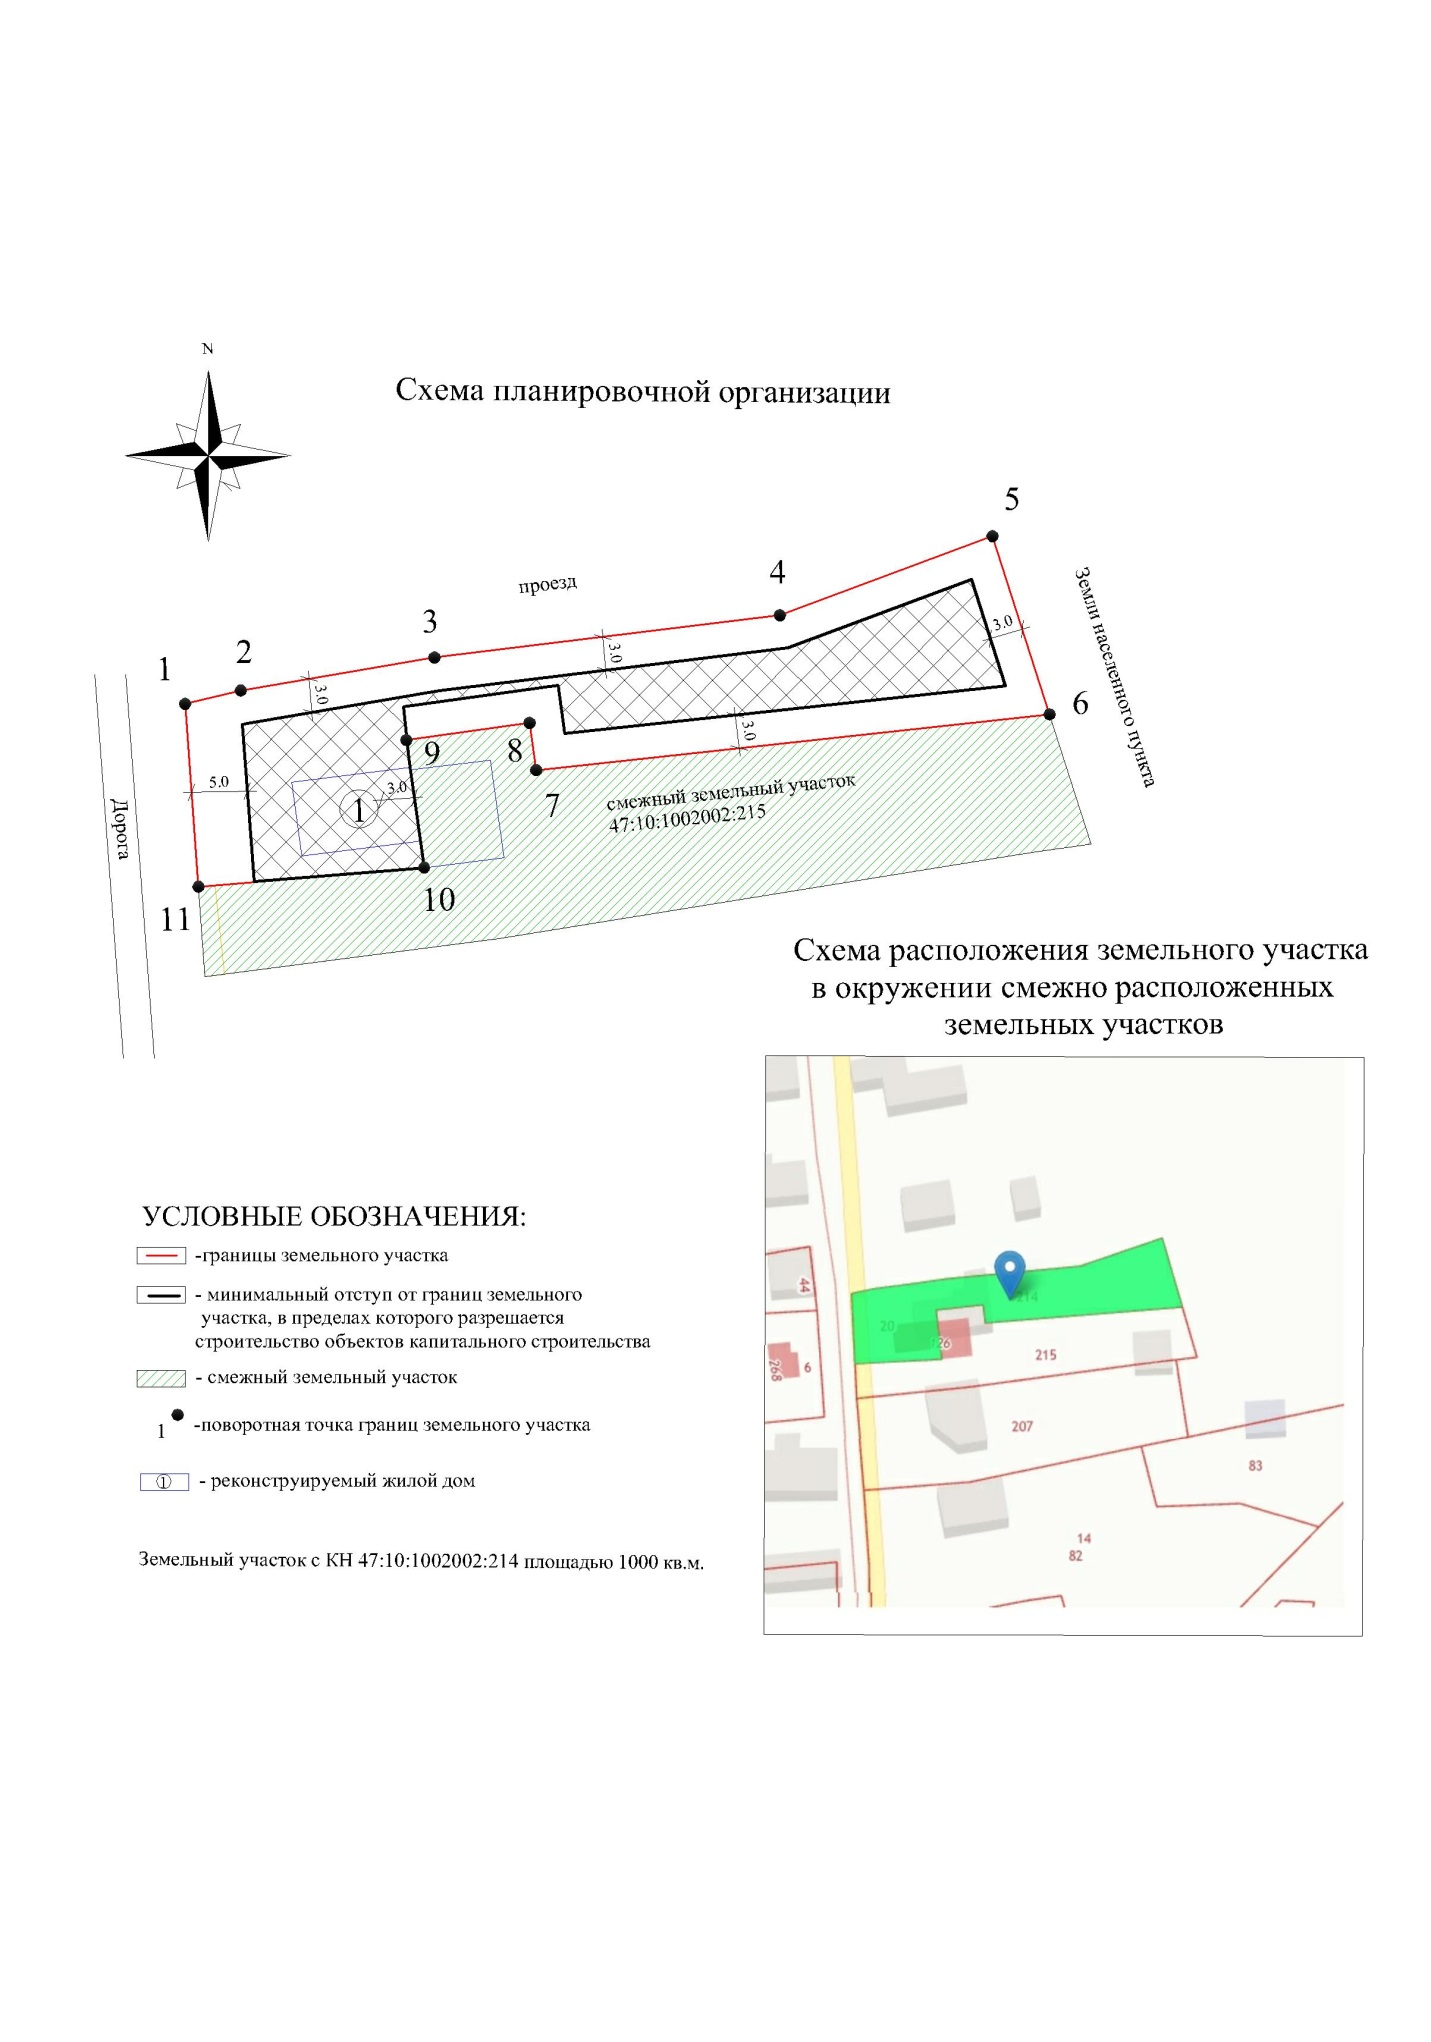 N
Схема планировочной организации
5
4
проезд
3
2
1
3.0
3.0
3.0
Земли населенного пункта
6
3.0
9
8
7
5.0
3.0
1
смежный земельный участок
47:10:1002002:215
Дорога
10
11
Схема расположения земельного участка
в окружении смежно расположенных
земельных участков
44
20
214
126
215
268
6
207
83
14
82
УСЛОВНЫЕ ОБОЗНАЧЕНИЯ:
-границы земельного участка
- минимальный отступ от границ земельного
участка, в пределах которого разрешается
строительство объектов капитального строительства
- смежный земельный участок
1 -поворотная точка границ земельного участка
1 - реконструируемый жилой дом
Земельный участок с КН 47:10:1002002:214 площадью 1000 кв.м.